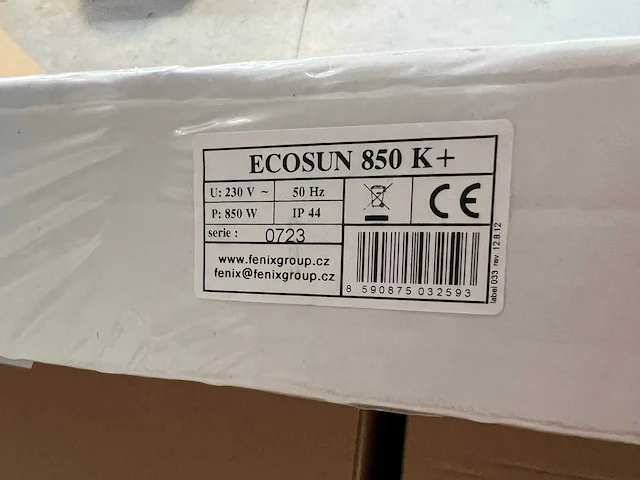 ECOSUN 850 K+
U: 230 V ~ 50 Hz
P: 850 W IP 44
serie : 0723
www.fenixgroup.cz
fenix@fenixgroup.cz
CE
8 590875 032593
label 033 rev. 12.8.12